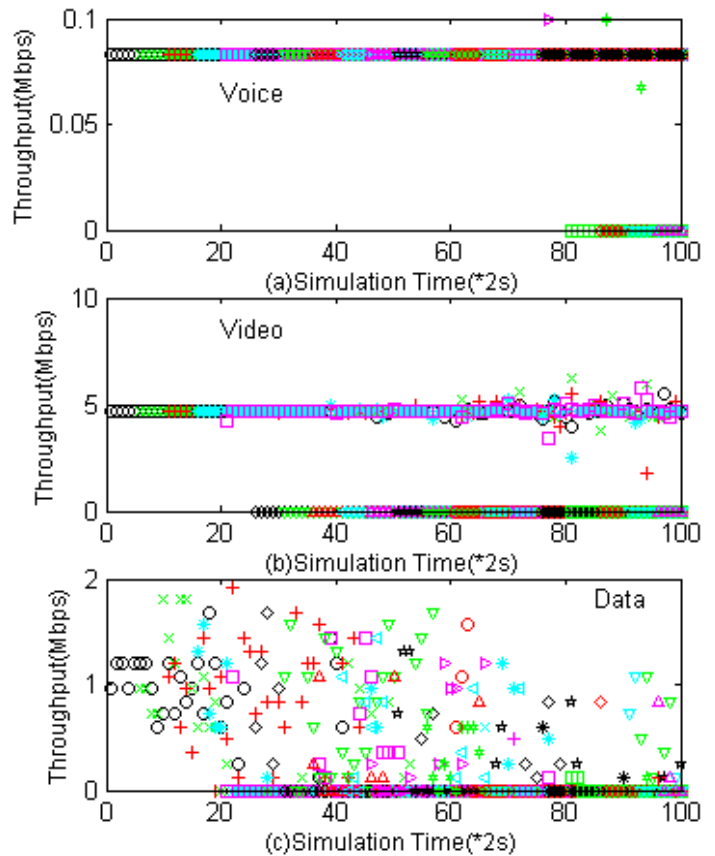 0.1
0.05
0
Throughput(Mbps)
Voice
0 20 40 60 80 100
(a)Simulation Time(*2s)
10
5
0
Throughput(Mbps)
Video
0 20 40 60 80 100
(b)Simulation Time(*2s)
2
1
0
Throughput(Mbps)
Data
0 20 40 60 80 100
(c)Simulation Time(*2s)